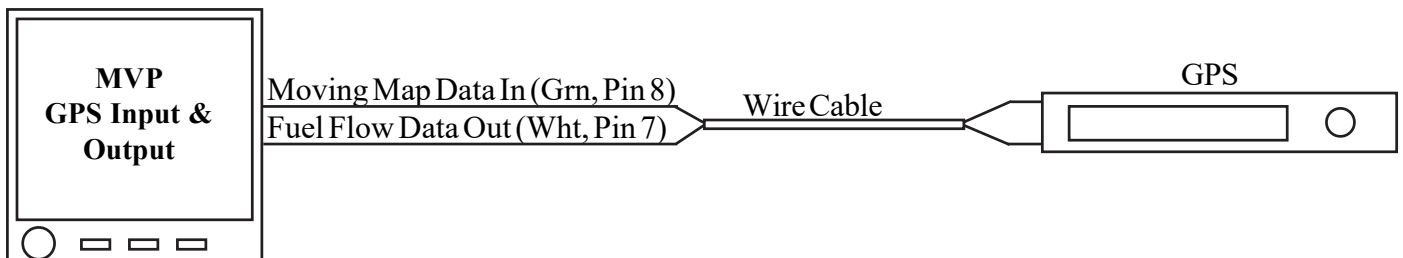 MVP
GPS Input &
Output
Moving Map Data In (Grn, Pin 8)
Fuel Flow Data Out (Wht, Pin 7)
Wire Cable
GPS